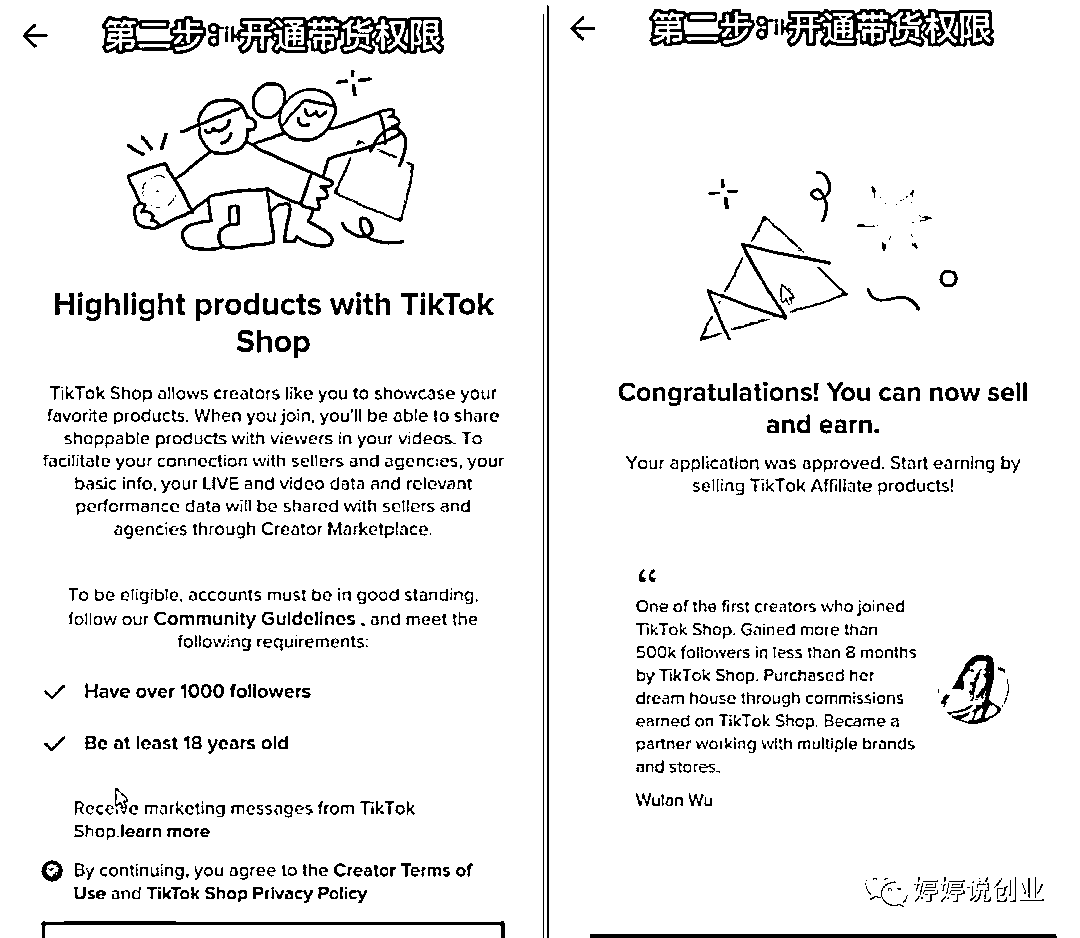 第二步：开通带货权限
Highlight products with TikTok
Shop
TikTok Shop allows creators like you to showcase your
favorite products. When you join, you'll be able to share
shoppable products with viewers in your videos. To
facilitate your connection with sellers and agencies, your
basic info, your LIVE and video data and relevant
performance data will be shared with sellers and
agencies through Creator Marketplace.
To be eligible, accounts must be in good standing,
follow our Community Guidelines , and meet the
following requirements:
Have over 1000 followers
Be at least 18 years old
Receive marketing messages from TikTok
Shop.learn more
By continuing, you agree to the Creator Terms of
Use and TikTok Shop Privacy Policy
第二步：开通带货权限
Congratulations! You can now sell
and earn.
Your application was approved. Start earning by
selling TikTok Affiliate products!
“
One of the first creators who joined
TikTok Shop. Gained more than
500k followers in less than 8 months
by TikTok Shop. Purchased her
dream house through commissions
earned on TikTok Shop. Became a
partner working with multiple brands
and stores.
Wulan Wu
婷婷说创业